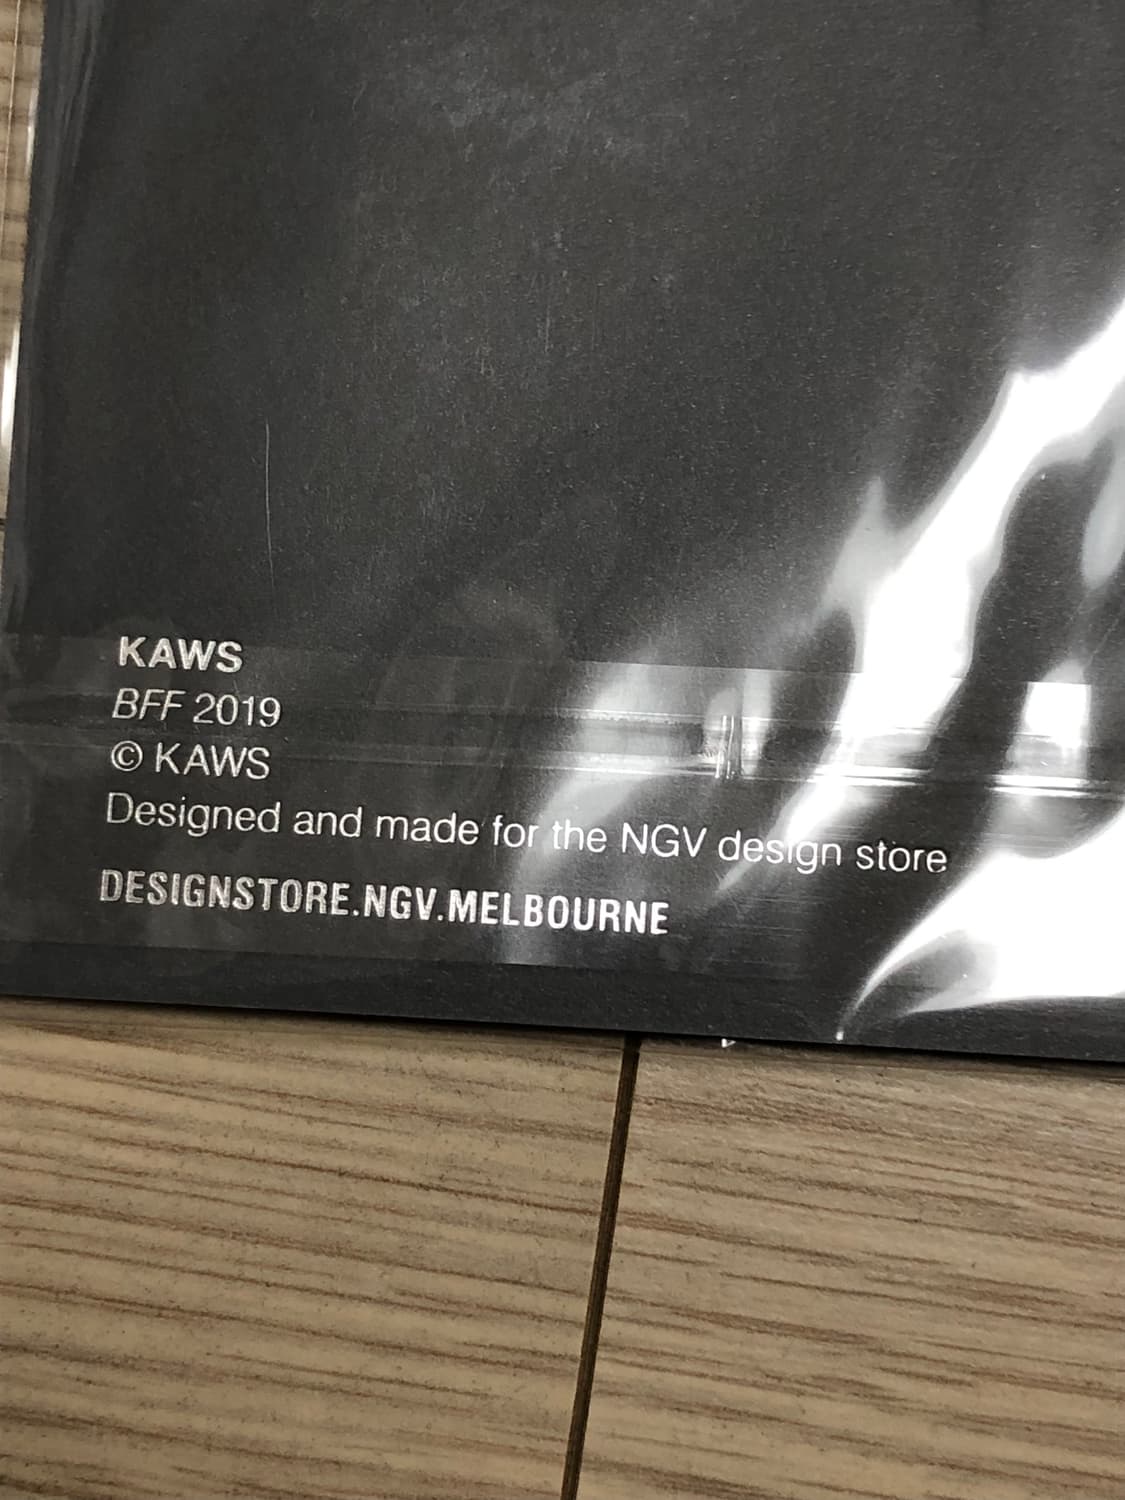 KAWS
BFF 2019
© KAWS
Designed and made for the NGV design store
DESIGNSTORE.NGV.MELBOURNE